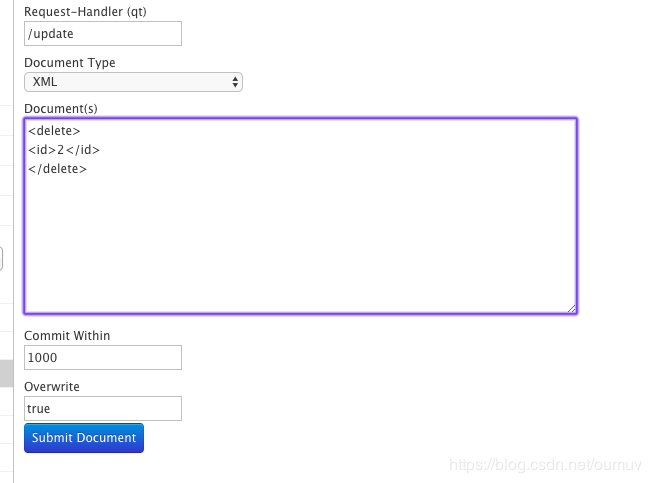 Request-Handler (qt)
/update
Document Type
XML
Document(s)
<delete>
<id>2</id>
</delete>
Commit Within
1000
Overwrite
true
Submit Document
https://blog.csdn.net/oumuv